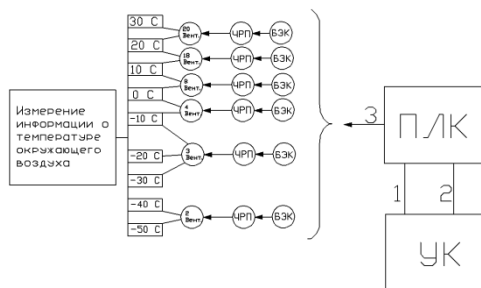 30 C
20 Вент.
ЧРП
БЭК
20 C
18 Вент.
ЧРП
БЭК
10 C
8 Вент.
ЧРП
БЭК
0 C
4 Вент.
ЧРП
БЭК
-10 C
-20 C
3 Вент.
ЧРП
БЭК
-30 C
-40 C
2 Вент.
ЧРП
БЭК
-50 C
Измерение
информации о
температуре
окружающего
воздуха
3
ПЛК
1
2
УК